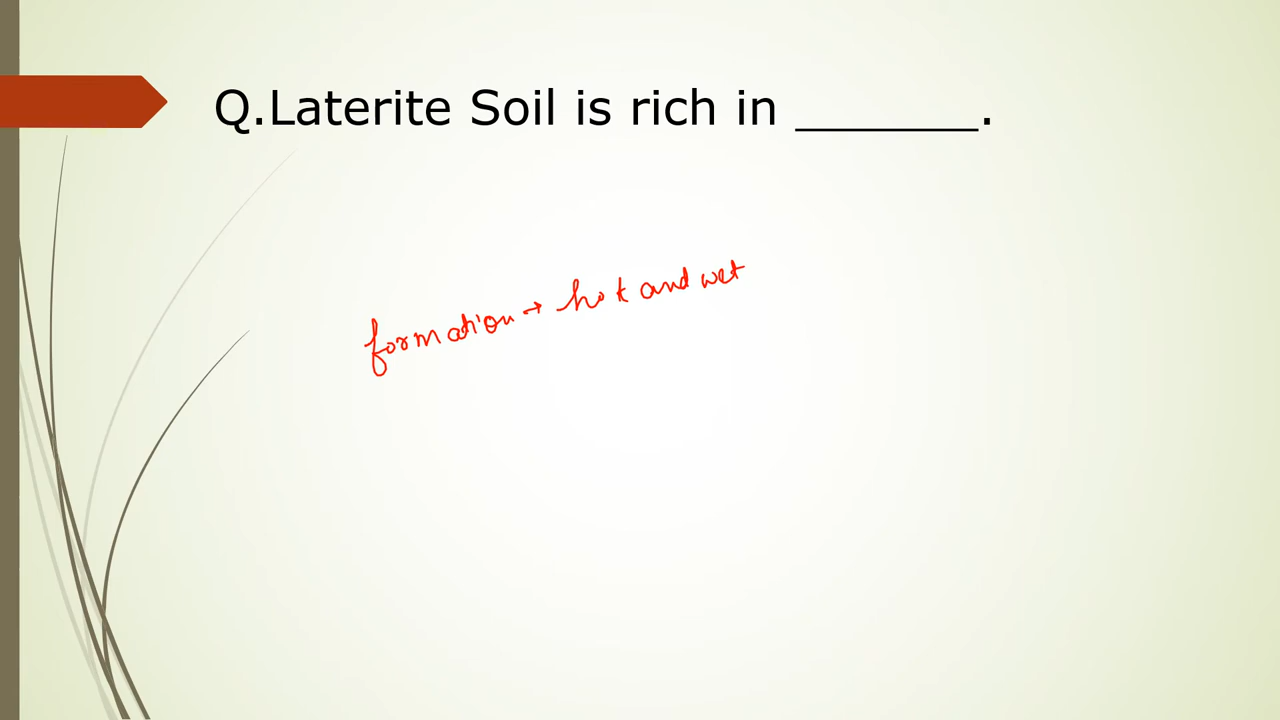 Q.Laterite Soil is rich in _______.
formation → hot and wet